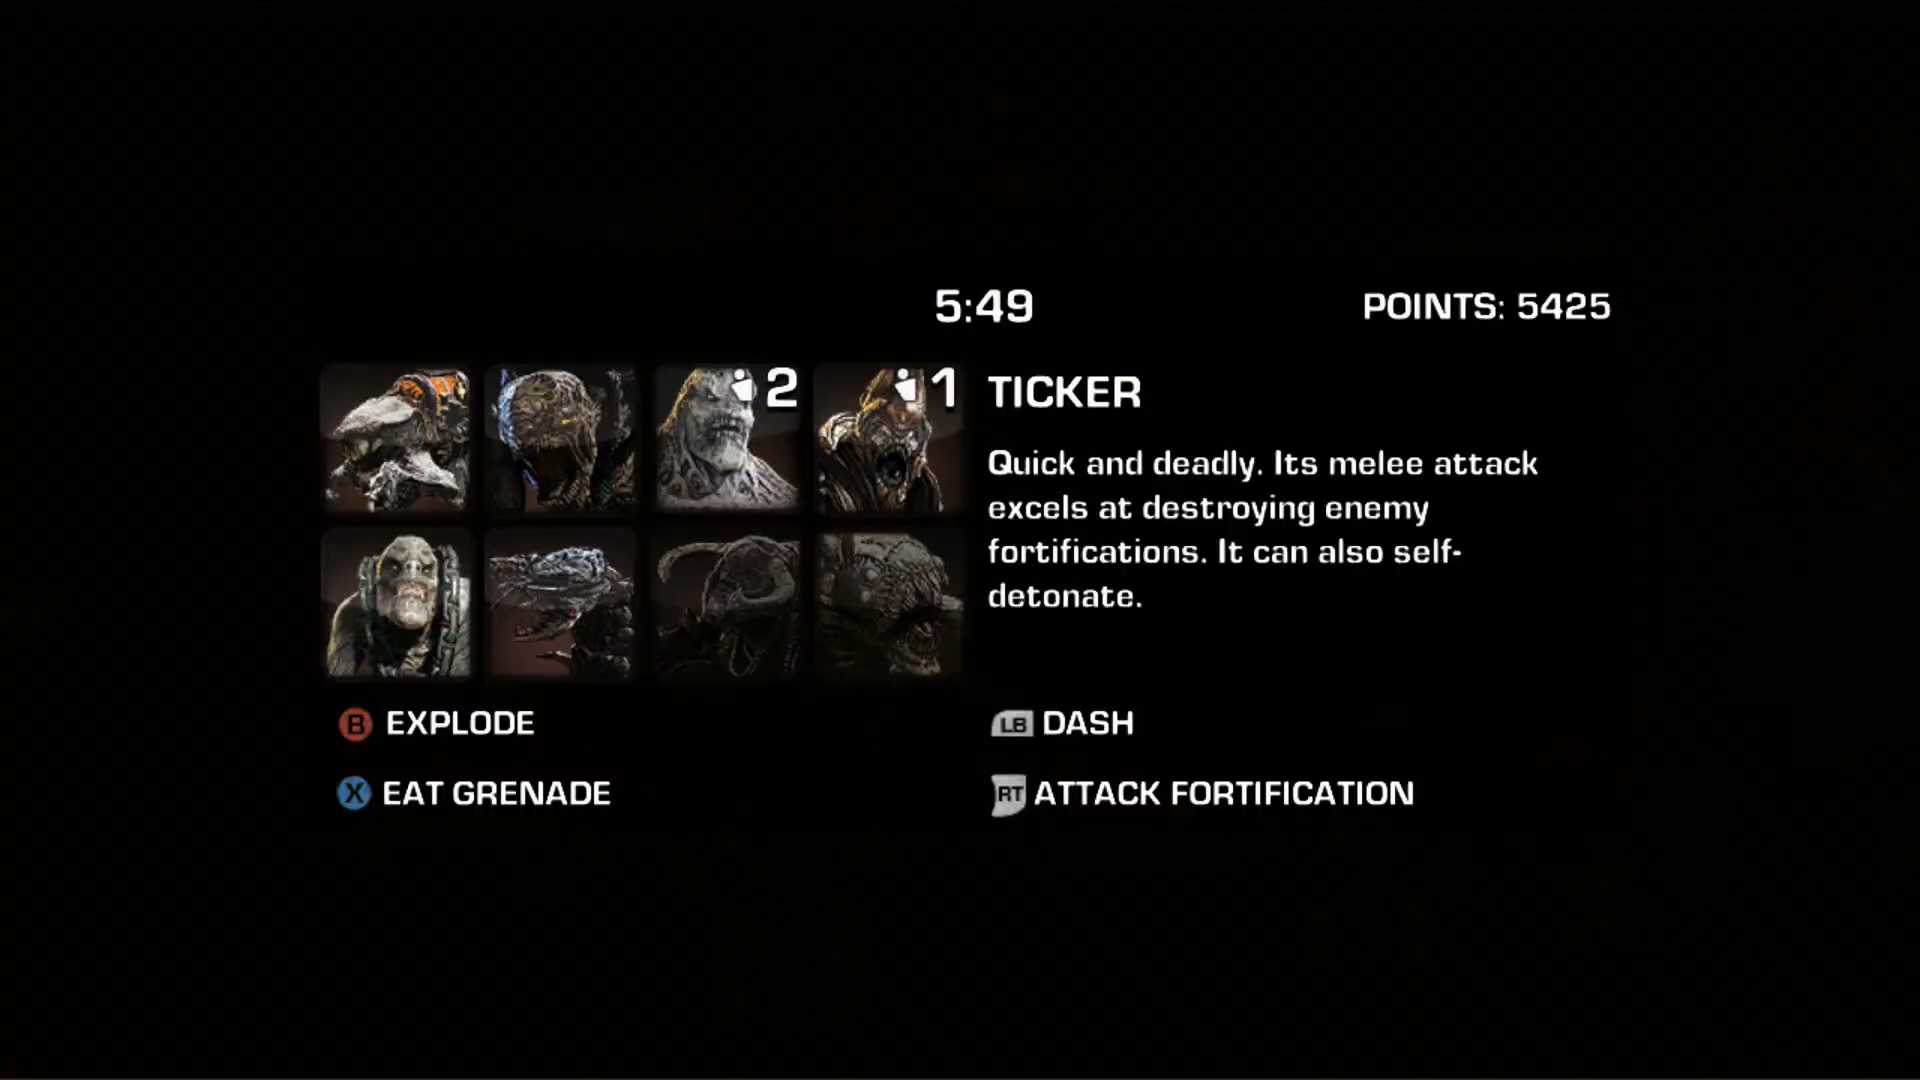 5:49
POINTS: 5425
2
1
TICKER
Quick and deadly. Its melee attack
excels at destroying enemy
fortifications. It can also self-
detonate.
B EXPLODE
LB DASH
X EAT GRENADE
RT ATTACK FORTIFICATION